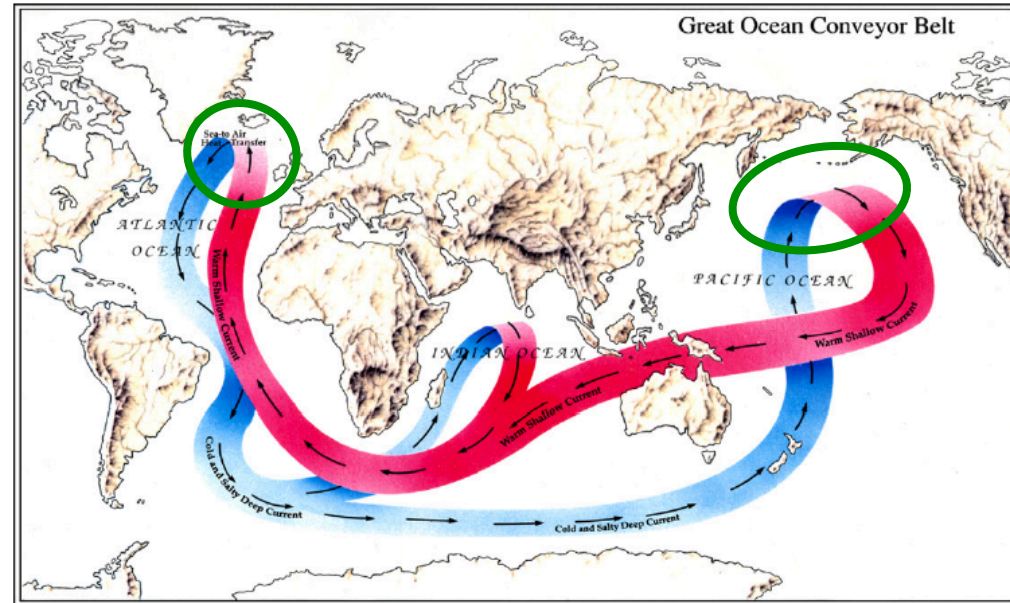 Great Ocean Conveyor Belt
Sea-to Air
Heat Transfer
ATLANTIC
OCEAN
PACIFIC OCEAN
INDIAN OCEAN
Warm Shallow Current
Warm Shallow Current
Warm Shallow Current
Cold and Salty Deep Current
Cold and Salty Deep Current